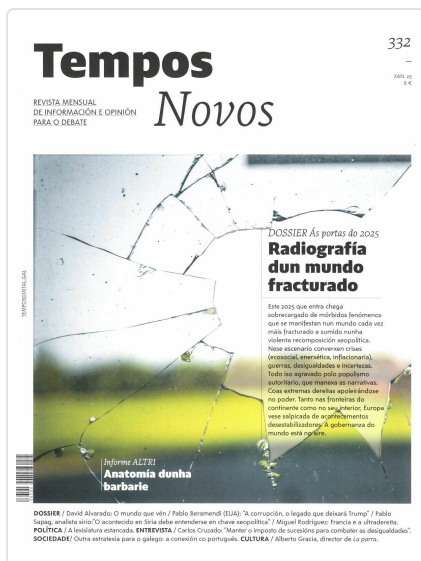 332
–
XAN. 25
8 €
Tempos
Novos
REVISTA MENSUAL
DE INFORMACIÓN E OPINIÓN
PARA O DEBATE
TEMPOSDIXITAL.GAL
DOSSIER Ás portas do 2025
Radiografía
dun mundo
fracturado
Este 2025 que entra chega
sobrecargado de mórbidos fenómenos
que se manifestan nun mundo cada vez
máis fracturado e sumido nunha
violenta recomposición xeopolítica.
Nese escenario converxen crises
(ecosocial, enerxética, inflacionaria),
guerras, desigualdades e incertezas.
Todo iso agravado polo populismo
autoritario, que manexa as narrativas.
Coas extremas dereitas apoleirándose
no poder. Tanto nas fronteiras do
continente como no seu interior, Europa
vese salpicada de acontecementos
desestabilizadores. A gobernanza do
mundo está no aire.
Informe ALTRI
Anatomía dunha
barbarie
DOSSIER / David Alvarado: O mundo que vén / Pablo Beramendi (EUA): "A corrupción, o legado que deixará Trump" / Pablo
Sapag, analista sirio:"O acontecido en Siria debe entenderse en chave xeopolítica" / Miguel Rodríguez: Francia e a ultradereita.
POLÍTICA / A lexislatura estancada. ENTREVISTA / Carlos Cruzado: "Manter o imposto de sucesións para combater as desigualdades".
SOCIEDADE/ Outra estratexia para o galego: a conexión co portugués. CULTURA / Alberto Gracia, director de La parra.